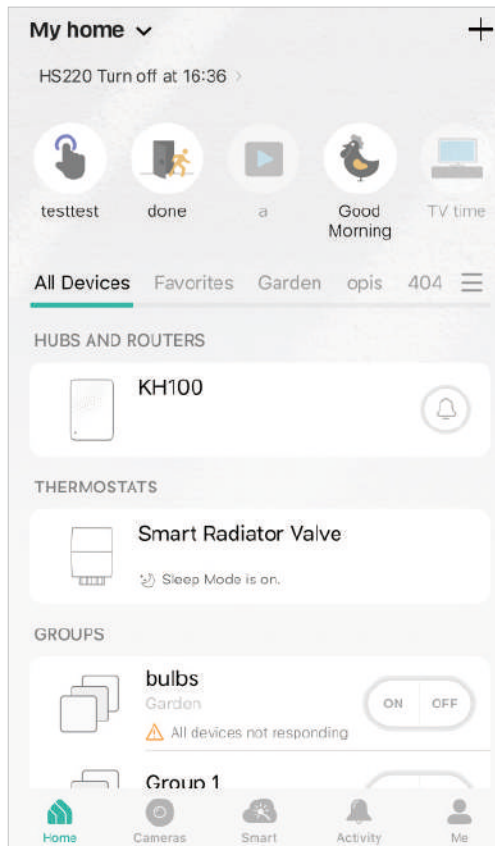 My home
HS220 Turn off at 16:36
testtest done a Good Morning TV time
All Devices Favorites Garden opis 404
HUBS AND ROUTERS
KH100
THERMOSTATS
Smart Radiator Valve
Sleep Mode is on.
GROUPS
bulbs
Garden
ON OFF
All devices not responding
Group 1
Home Cameras Smart Activity Me